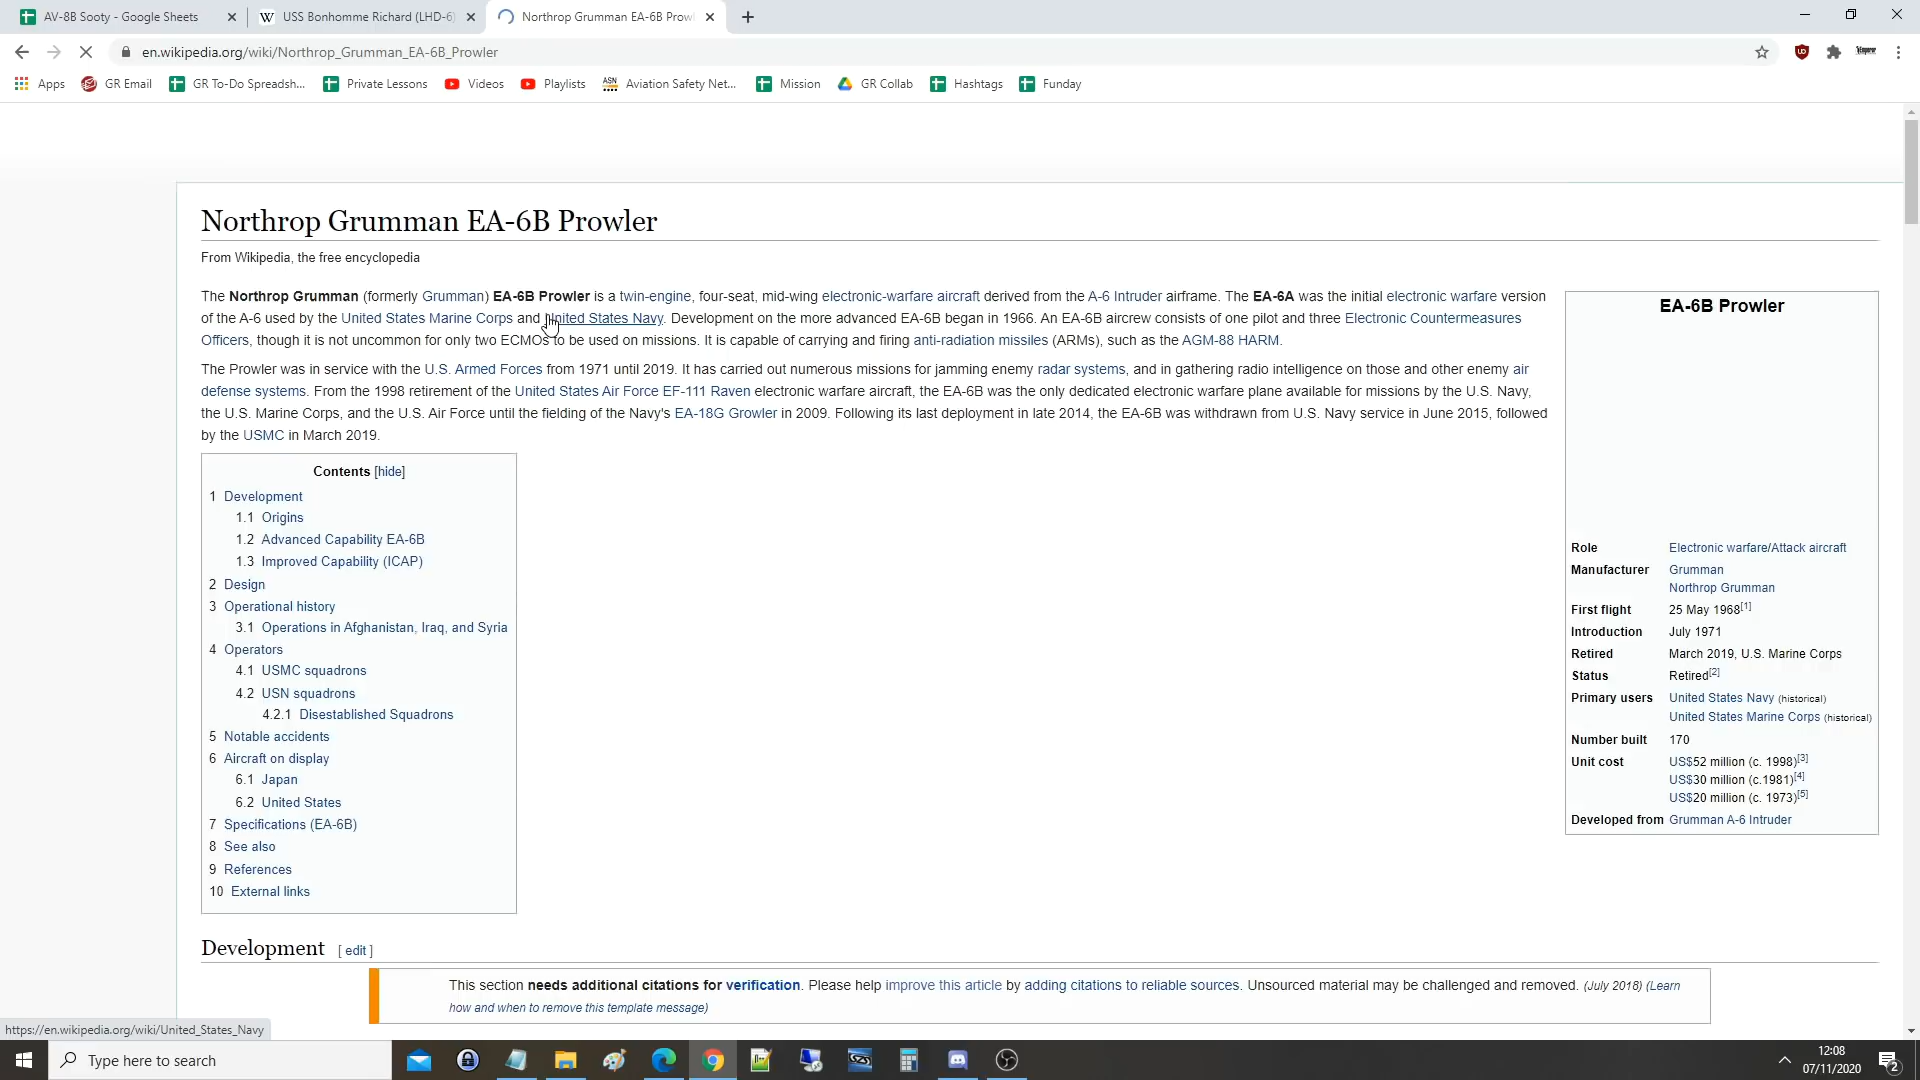 AV-8B Sooty - Google Sheets
USS Bonhomme Richard (LHD-6)
Northrop Grumman EA-6B Prowl
en.wikipedia.org/wiki/Northrop_Grumman_EA-6B_Prowler
Apps GR Email GR To-Do Spreadsh... Private Lessons Videos Playlists ASN Aviation Safety Net... Mission GR Collab Hashtags Funday
Northrop Grumman EA-6B Prowler
From Wikipedia, the free encyclopedia
The Northrop Grumman (formerly Grumman) EA-6B Prowler is a twin-engine, four-seat, mid-wing electronic-warfare aircraft derived from the A-6 Intruder airframe. The EA-6A was the initial electronic warfare version
of the A-6 used by the United States Marine Corps and United States Navy. Development on the more advanced EA-6B began in 1966. An EA-6B aircrew consists of one pilot and three Electronic Countermeasures
Officers, though it is not uncommon for only two ECMOs to be used on missions. It is capable of carrying and firing anti-radiation missiles (ARMs), such as the AGM-88 HARM.
The Prowler was in service with the U.S. Armed Forces from 1971 until 2019. It has carried out numerous missions for jamming enemy radar systems, and in gathering radio intelligence on those and other enemy air
defense systems. From the 1998 retirement of the United States Air Force EF-111 Raven electronic warfare aircraft, the EA-6B was the only dedicated electronic warfare plane available for missions by the U.S. Navy,
the U.S. Marine Corps, and the U.S. Air Force until the fielding of the Navy's EA-18G Growler in 2009. Following its last deployment in late 2014, the EA-6B was withdrawn from U.S. Navy service in June 2015, followed
by the USMC in March 2019.
Contents [hide]
1 Development
1.1 Origins
1.2 Advanced Capability EA-6B
1.3 Improved Capability (ICAP)
2 Design
3 Operational history
3.1 Operations in Afghanistan, Iraq, and Syria
4 Operators
4.1 USMC squadrons
4.2 USN squadrons
4.2.1 Disestablished Squadrons
5 Notable accidents
6 Aircraft on display
6.1 Japan
6.2 United States
7 Specifications (EA-6B)
8 See also
9 References
10 External links
EA-6B Prowler
Role Electronic warfare/Attack aircraft
Manufacturer Grumman
Northrop Grumman
First flight 25 May 1968[1]
Introduction July 1971
Retired March 2019, U.S. Marine Corps
Status Retired[2]
Primary users United States Navy (historical)
United States Marine Corps (historical)
Number built 170
Unit cost US$52 million (c. 1998)[3]
US$30 million (c.1981)[4]
US$20 million (c. 1973)[5]
Developed from Grumman A-6 Intruder
Development [ edit ]
This section needs additional citations for verification. Please help improve this article by adding citations to reliable sources. Unsourced material may be challenged and removed. (July 2018) (Learn
how and when to remove this template message)
https://en.wikipedia.org/wiki/United_States_Navy
Type here to search
12:08
07/11/2020
2